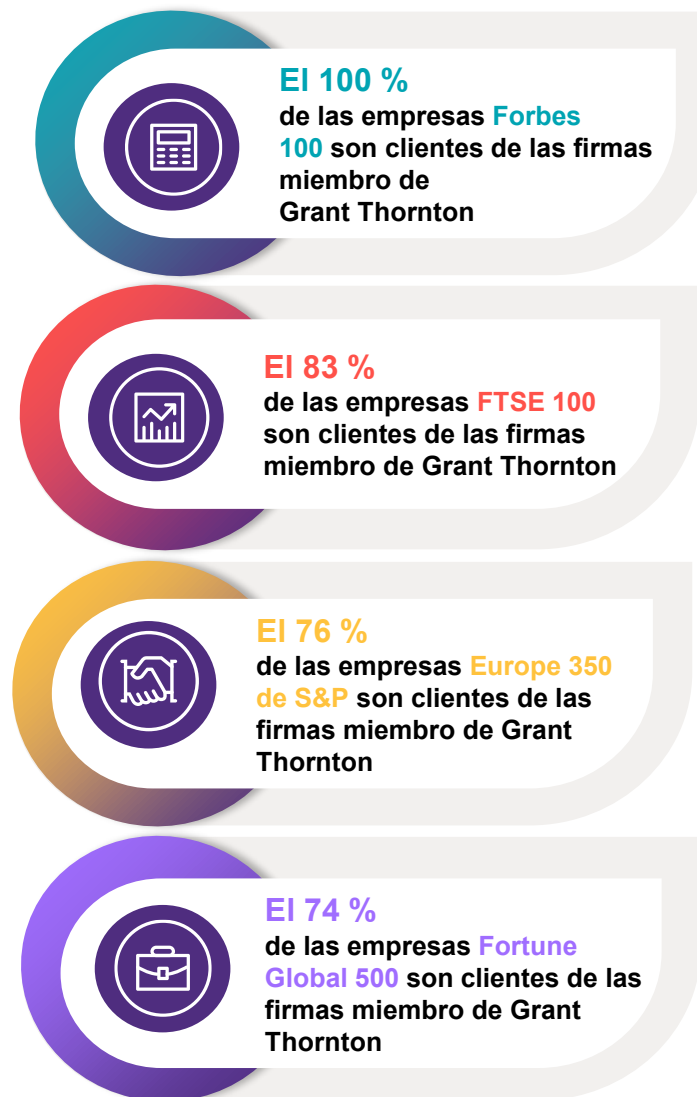 El 100 %
de las empresas Forbes
100 son clientes de las firmas
miembro de
Grant Thornton
El 83 %
de las empresas FTSE 100
son clientes de las firmas
miembro de Grant Thornton
El 76 %
de las empresas Europe 350
de S&P son clientes de las
firmas miembro de Grant
Thornton
El 74 %
de las empresas Fortune
Global 500 son clientes de las
firmas miembro de Grant
Thornton